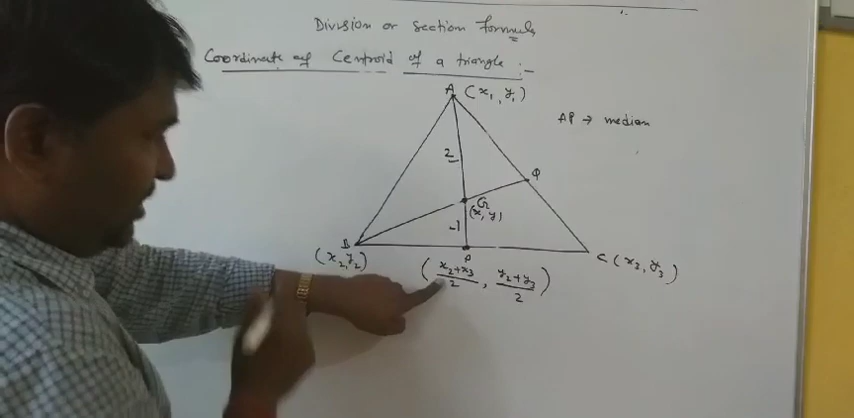 Division or section formula
Coordinate of Centroid of a triangle :-
A (x₁, y₁)
AP → median
2
Q
G
(x, y)
1
B
P
(x₂, y₂)
C (x₃, y₃)
(x₂+x₃/2, y₂+y₃/2)